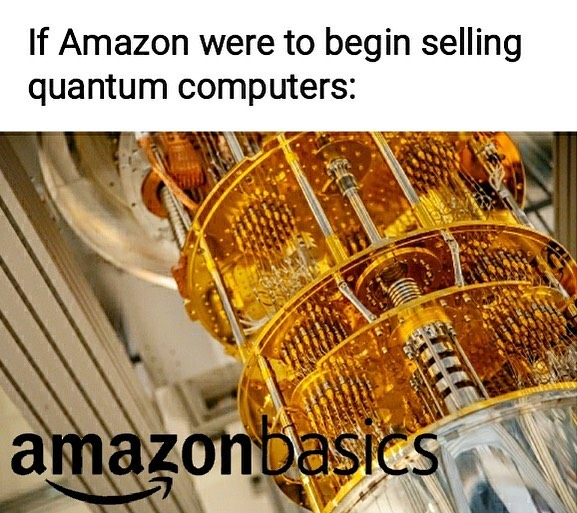 If Amazon were to begin selling
quantum computers:
amazonbasics